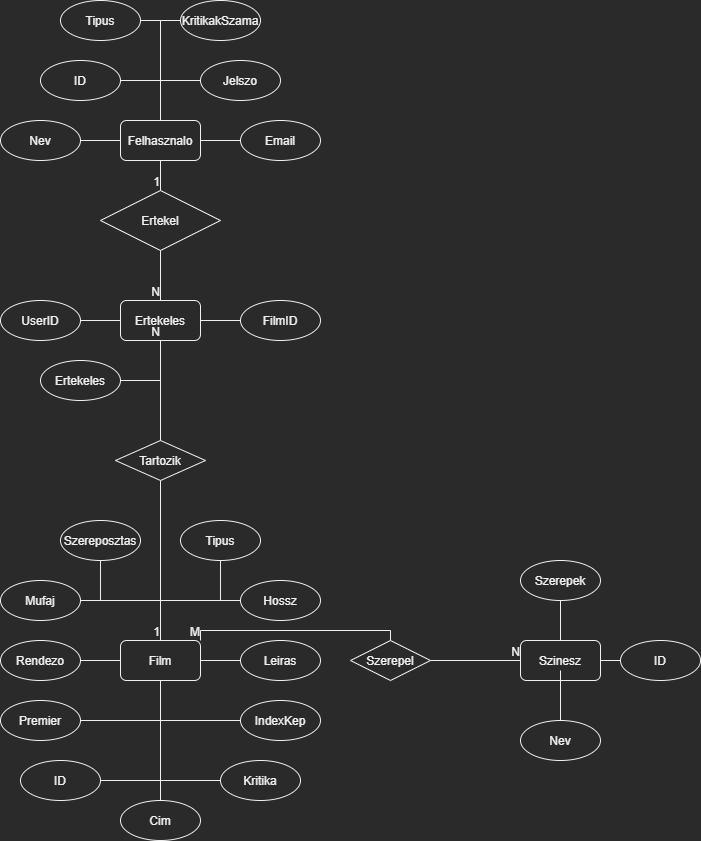 Tipus
KritikakSzama
ID
Jelszo
Nev
Felhasznalo
Email
1
Ertekel
N
UserID
Ertekeles
FilmID
N
Ertekeles
Tartozik
Szereposztas
Tipus
Szerepek
Mufaj
Hossz
1
M
Rendezo
Film
Leiras
Szerepel
N
Szinesz
ID
Premier
IndexKep
Nev
ID
Kritika
Cim